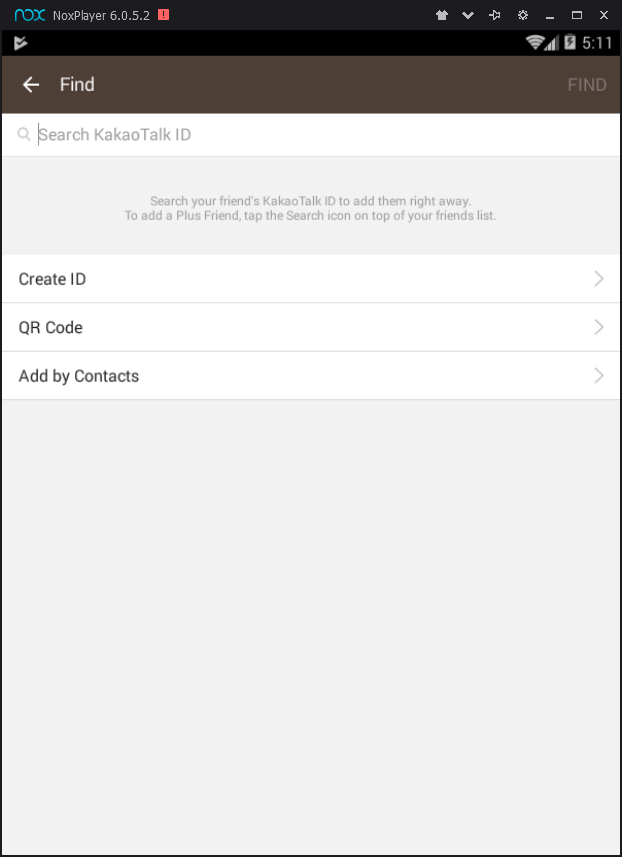 nox NoxPlayer 6.0.5.2
5:11
Find FIND
Search KakaoTalk ID
Search your friend's KakaoTalk ID to add them right away.
To add a Plus Friend, tap the Search icon on top of your friends list.
Create ID
QR Code
Add by Contacts